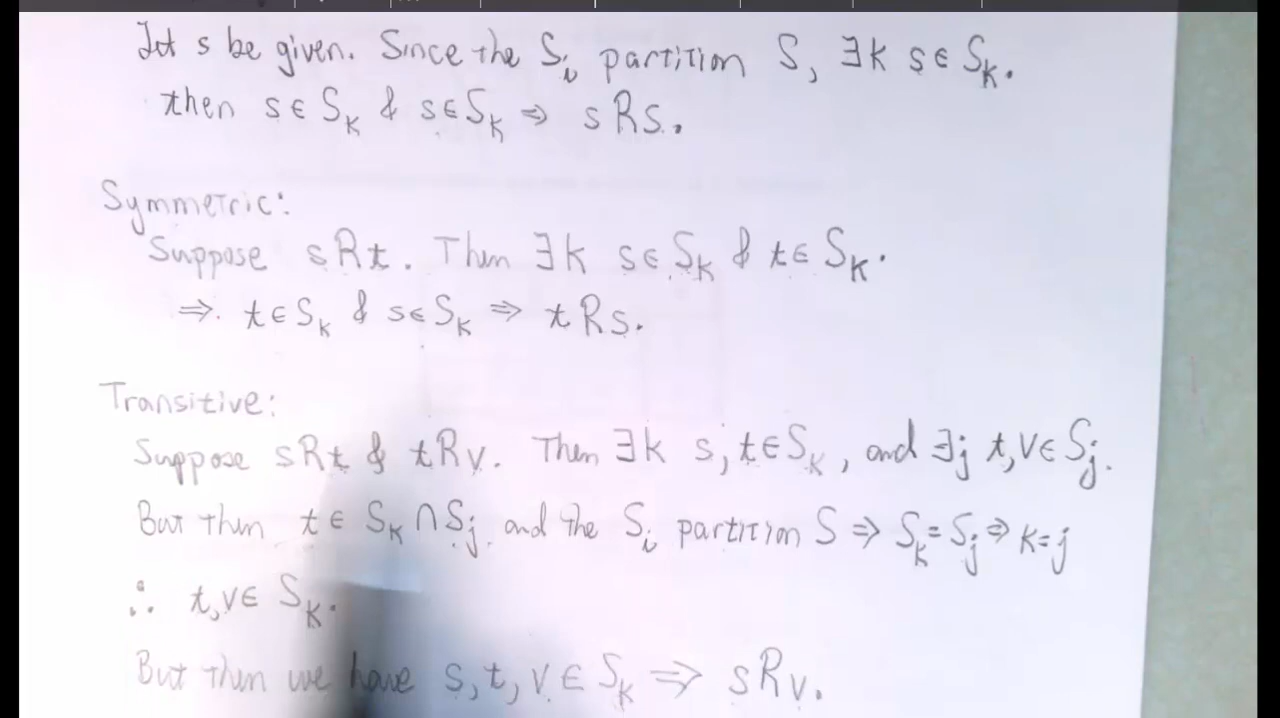 Let s be given. Since the Sᵢ partition S, ∃k s∈Sₖ.
then s∈Sₖ & s∈Sₖ ⇒ sRs.
Symmetric:
Suppose sRt. Then ∃k s∈Sₖ & t∈Sₖ.
⇒ t∈Sₖ & s∈Sₖ ⇒ tRs.
Transitive:
Suppose sRt & tRv. Then ∃k s,t∈Sₖ, and ∃j t,v∈Sⱼ.
But then t∈ Sₖ∩Sⱼ and the Sᵢ partition S ⇒ Sₖ=Sⱼ ⇒ k=j
∴ t,v∈ Sₖ.
But then we have s,t,v∈Sₖ ⇒ sRv.